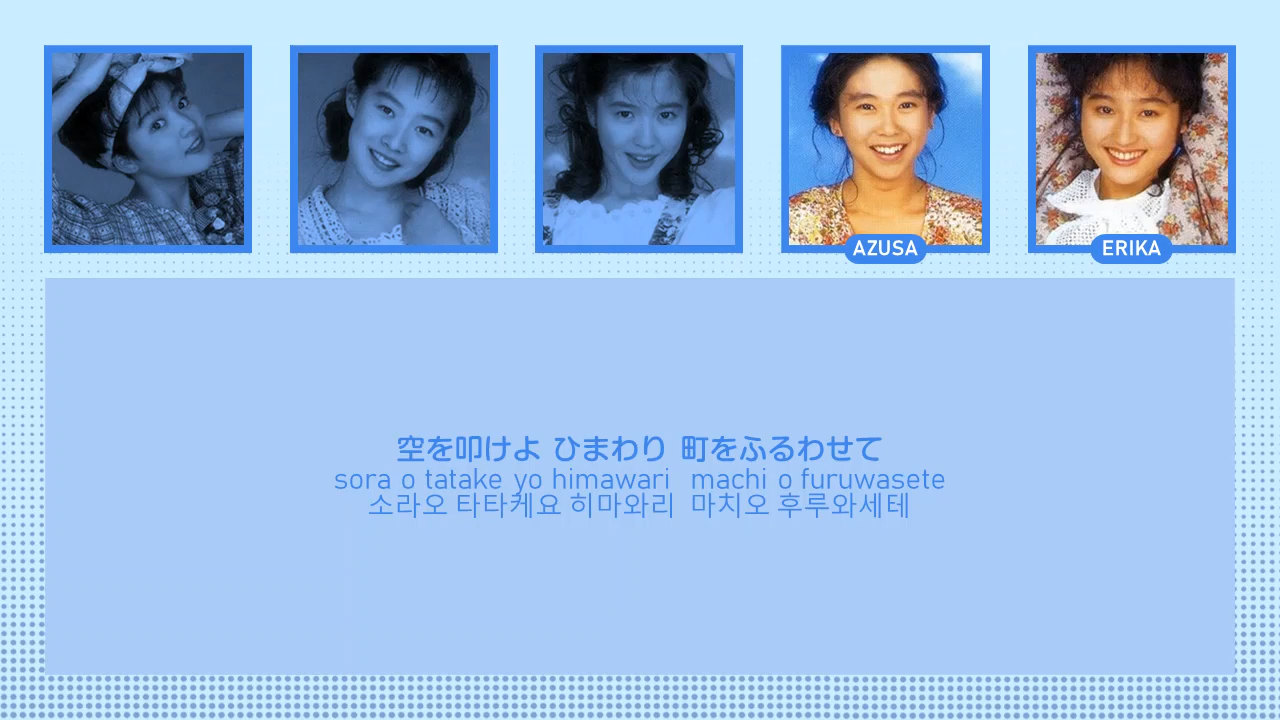 AZUSA
ERIKA
空を叩けよ ひまわり 町をふるわせて
sora o tatake yo himawari machi o furuwasete
소라오 타타케요 히마와리 마치오 후루와세테